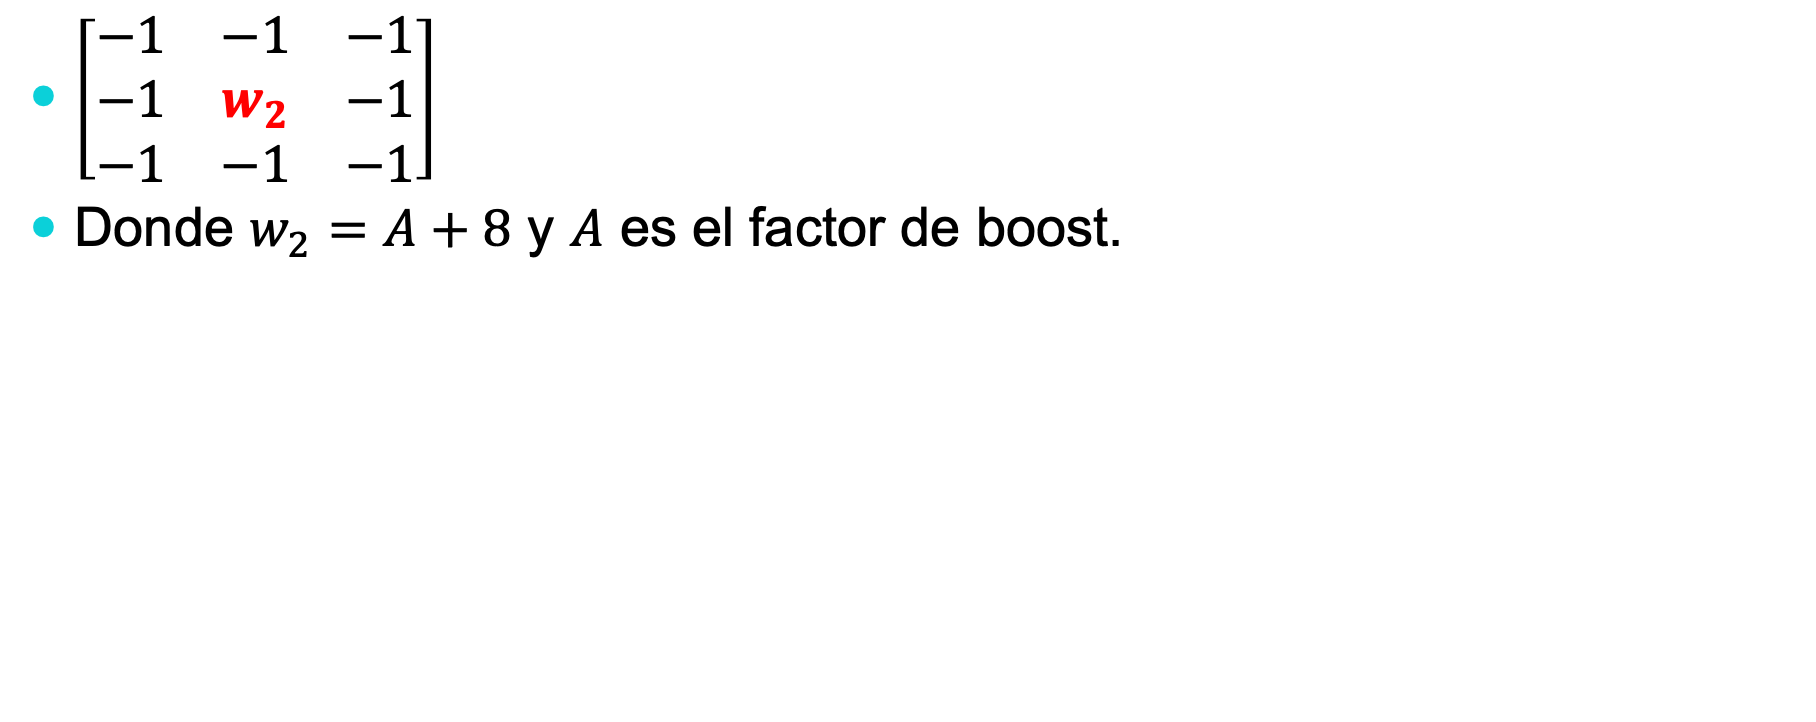 −1 −1 −1
• −1 w₂ −1
−1 −1 −1
• Donde w₂ = A + 8 y A es el factor de boost.